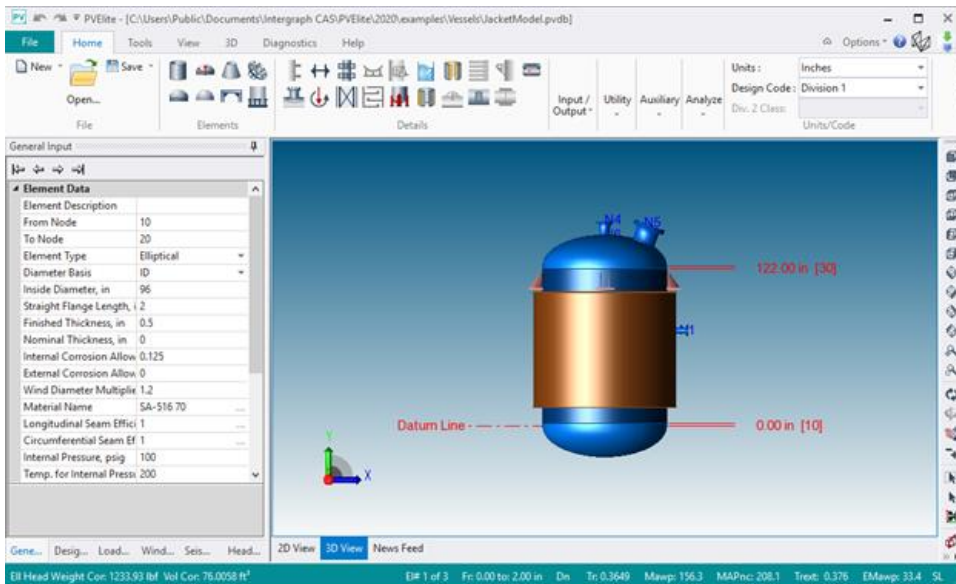 PVElite - [C:\Users\Public\Documents\Intergraph CAS\PVElite\2020\examples\Vessels\JacketModel.pvdb]
File Home Tools View 3D Diagnostics Help Options
New Open... Save
File
Elements
Details
Input / Output
Utility
Auxiliary
Analyze
Units : Inches
Design Code : Division 1
Div. 2 Class:
Units/Code
General Input
Element Data
Element Description
From Node 10
To Node 20
Element Type Elliptical
Diameter Basis ID
Inside Diameter, in 96
Straight Flange Length, i 2
Finished Thickness, in 0.5
Nominal Thickness, in 0
Internal Corrosion Allow 0.125
External Corrosion Allow 0
Wind Diameter Multiplie 1.2
Material Name SA-516 70 ...
Longitudinal Seam Effici 1 ...
Circumferential Seam Ef 1 ...
Internal Pressure, psig 100
Temp. for Internal Pressu 200
Gene... Desig... Load... Wind... Seis... Head...
N4 N5
122.00 in [30]
Datum Line
0.00 in [10]
Y
X
2D View 3D View News Feed
Ell Head Weight Cor: 1233.93 lbf Vol Cor: 76.0058 ft³ El# 1 of 3 Fr: 0.00 to: 2.00 in Dn Tr: 0.3649 Mawp: 156.3 MAPnc: 208.1 Trext: 0.376 EMawp: 33.4 SL